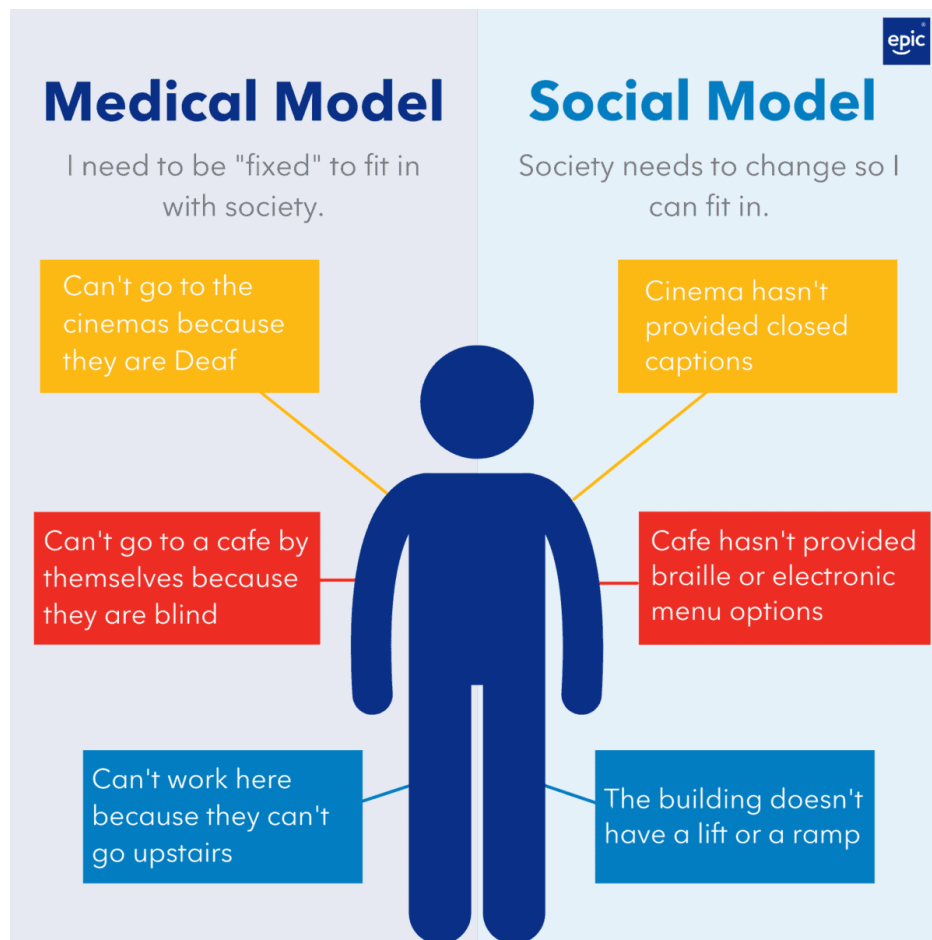 epic
Medical Model
I need to be "fixed" to fit in
with society.
Social Model
Society needs to change so I
can fit in.
Can't go to the
cinemas because
they are Deaf
Cinema hasn't
provided closed
captions
Can't go to a cafe by
themselves because
they are blind
Cafe hasn't provided
braille or electronic
menu options
Can't work here
because they can't
go upstairs
The building doesn't
have a lift or a ramp